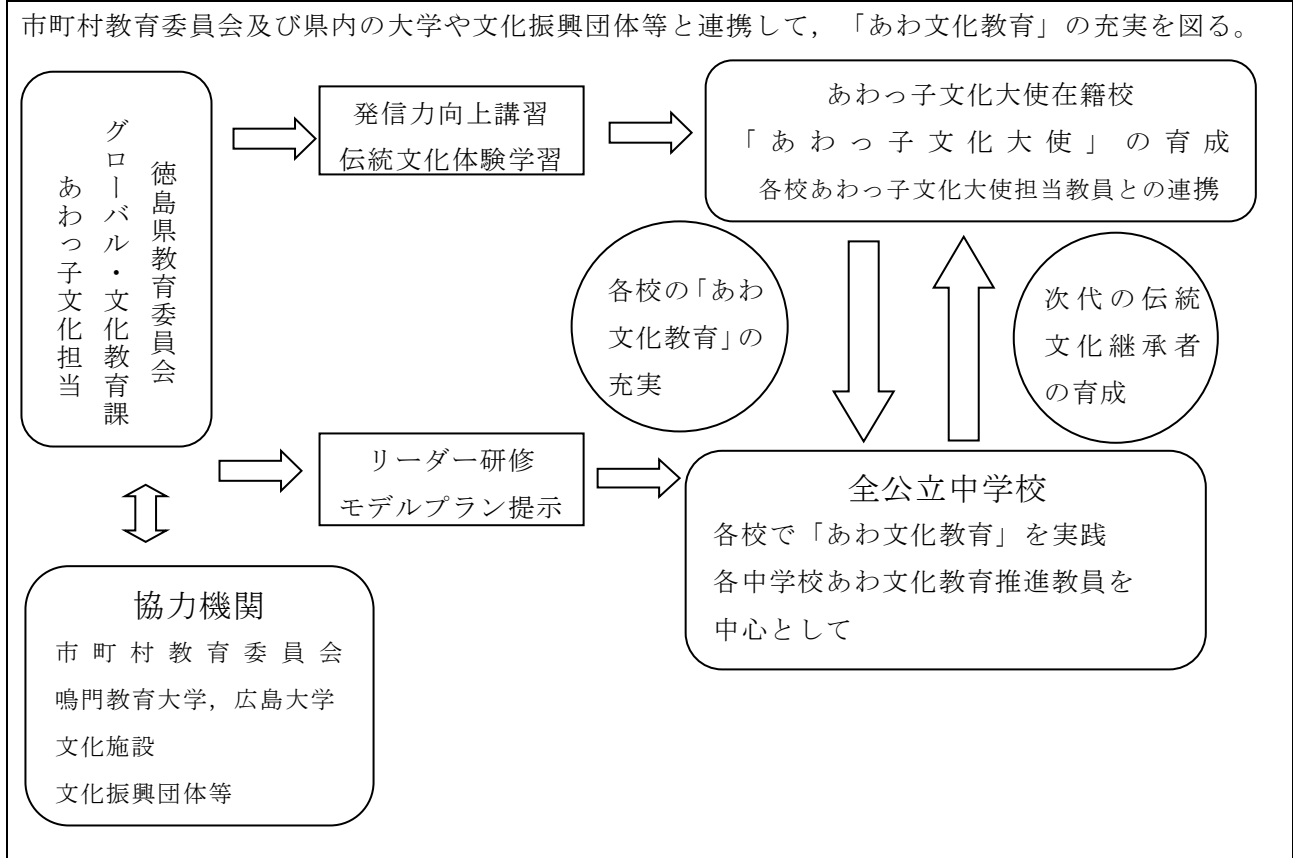 市町村教育委員会及び県内の大学や文化振興団体等と連携して，「あわ文化教育」の充実を図る。
徳島県教育委員会
グローバル・文化教育課
あわっ子文化担当
発信力向上講習
伝統文化体験学習
あわっ子文化大使在籍校
「あわっ子文化大使」の育成
各校あわっ子文化大使担当教員との連携
各校の「あわ
文化教育」の
充実
次代の伝統
文化継承者
の育成
リーダー研修
モデルプラン提示
全公立中学校
各校で「あわ文化教育」を実践
各中学校あわ文化教育推進教員を
中心として
協力機関
市町村教育委員会
鳴門教育大学，広島大学
文化施設
文化振興団体等